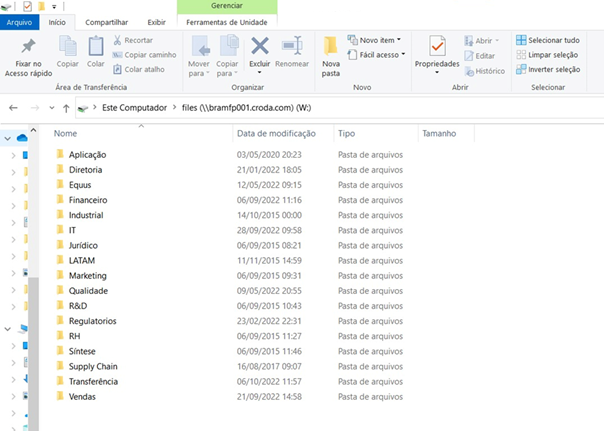 Gerenciar
Arquivo Início Compartilhar Exibir Ferramentas de Unidade
Fixar no Acesso rápido
Copiar
Colar
Recortar
Copiar caminho
Colar atalho
Mover para
Copiar para
Excluir
Renomear
Nova pasta
Novo item
Fácil acesso
Propriedades
Abrir
Editar
Histórico
Selecionar tudo
Limpar seleção
Inverter seleção
Área de Transferência Organizar Novo Abrir Selecionar
Este Computador > files (\\bramfp001.croda.com) (W:)
Nome Data de modificação Tipo Tamanho
Aplicação 03/05/2020 20:23 Pasta de arquivos
Diretoria 21/01/2022 18:05 Pasta de arquivos
Equus 12/05/2022 09:15 Pasta de arquivos
Financeiro 06/09/2022 11:16 Pasta de arquivos
Industrial 14/10/2015 00:00 Pasta de arquivos
IT 28/09/2022 09:58 Pasta de arquivos
Jurídico 06/09/2015 08:21 Pasta de arquivos
LATAM 11/11/2015 14:59 Pasta de arquivos
Marketing 06/09/2015 09:31 Pasta de arquivos
Qualidade 09/05/2022 20:55 Pasta de arquivos
R&D 06/09/2015 10:43 Pasta de arquivos
Regulatorios 23/02/2022 22:31 Pasta de arquivos
RH 06/09/2015 11:27 Pasta de arquivos
Síntese 06/09/2015 11:46 Pasta de arquivos
Supply Chain 16/08/2017 09:07 Pasta de arquivos
Transferência 06/10/2022 11:57 Pasta de arquivos
Vendas 21/09/2022 14:58 Pasta de arquivos